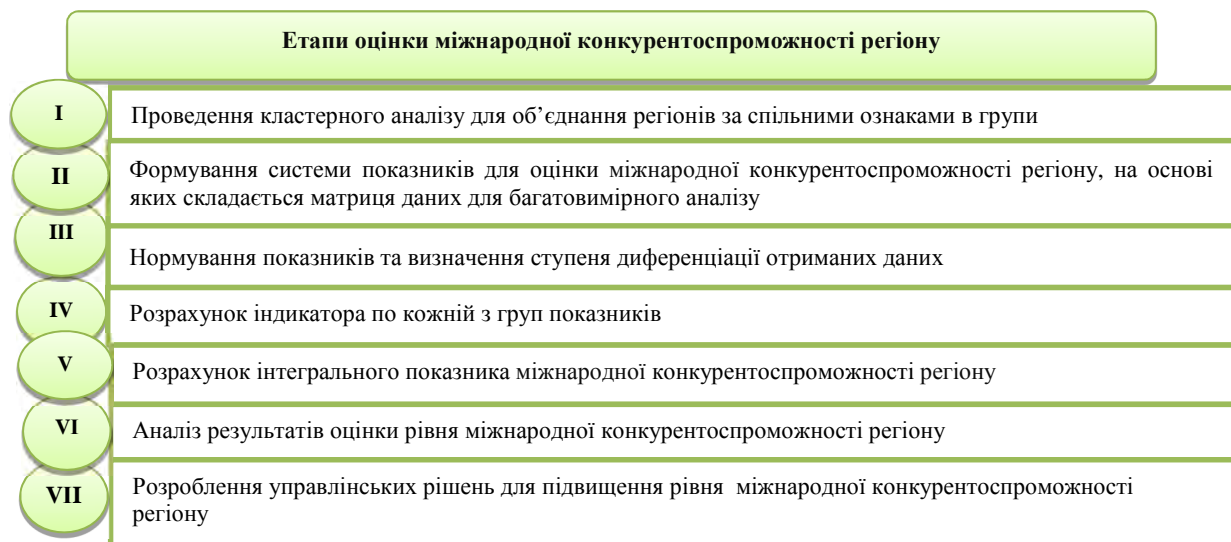 Етапи оцінки міжнародної конкурентоспроможності регіону
I
Проведення кластерного аналізу для об’єднання регіонів за спільними ознаками в групи
II
Формування системи показників для оцінки міжнародної конкурентоспроможності регіону, на основі
яких складається матриця даних для багатовимірного аналізу
III
Нормування показників та визначення ступеня диференціації отриманих даних
IV
Розрахунок індикатора по кожній з груп показників
V
Розрахунок інтегрального показника міжнародної конкурентоспроможності регіону
VI
Аналіз результатів оцінки рівня міжнародної конкурентоспроможності регіону
VII
Розроблення управлінських рішень для підвищення рівня міжнародної конкурентоспроможності
регіону